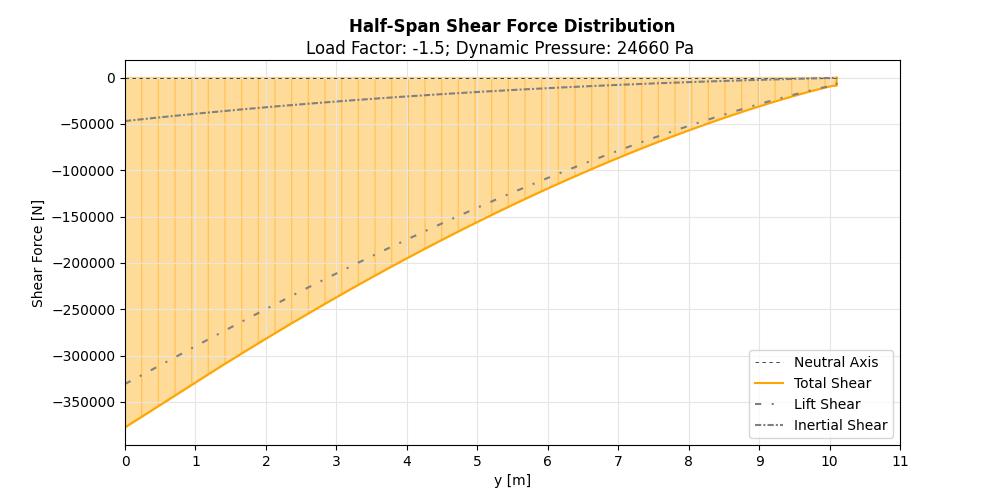 Half-Span Shear Force Distribution
Load Factor: -1.5; Dynamic Pressure: 24660 Pa
Shear Force [N]
0
−50000
−100000
−150000
−200000
−250000
−300000
−350000
Neutral Axis
Total Shear
Lift Shear
Inertial Shear
0 1 2 3 4 5 6 7 8 9 10 11
y [m]